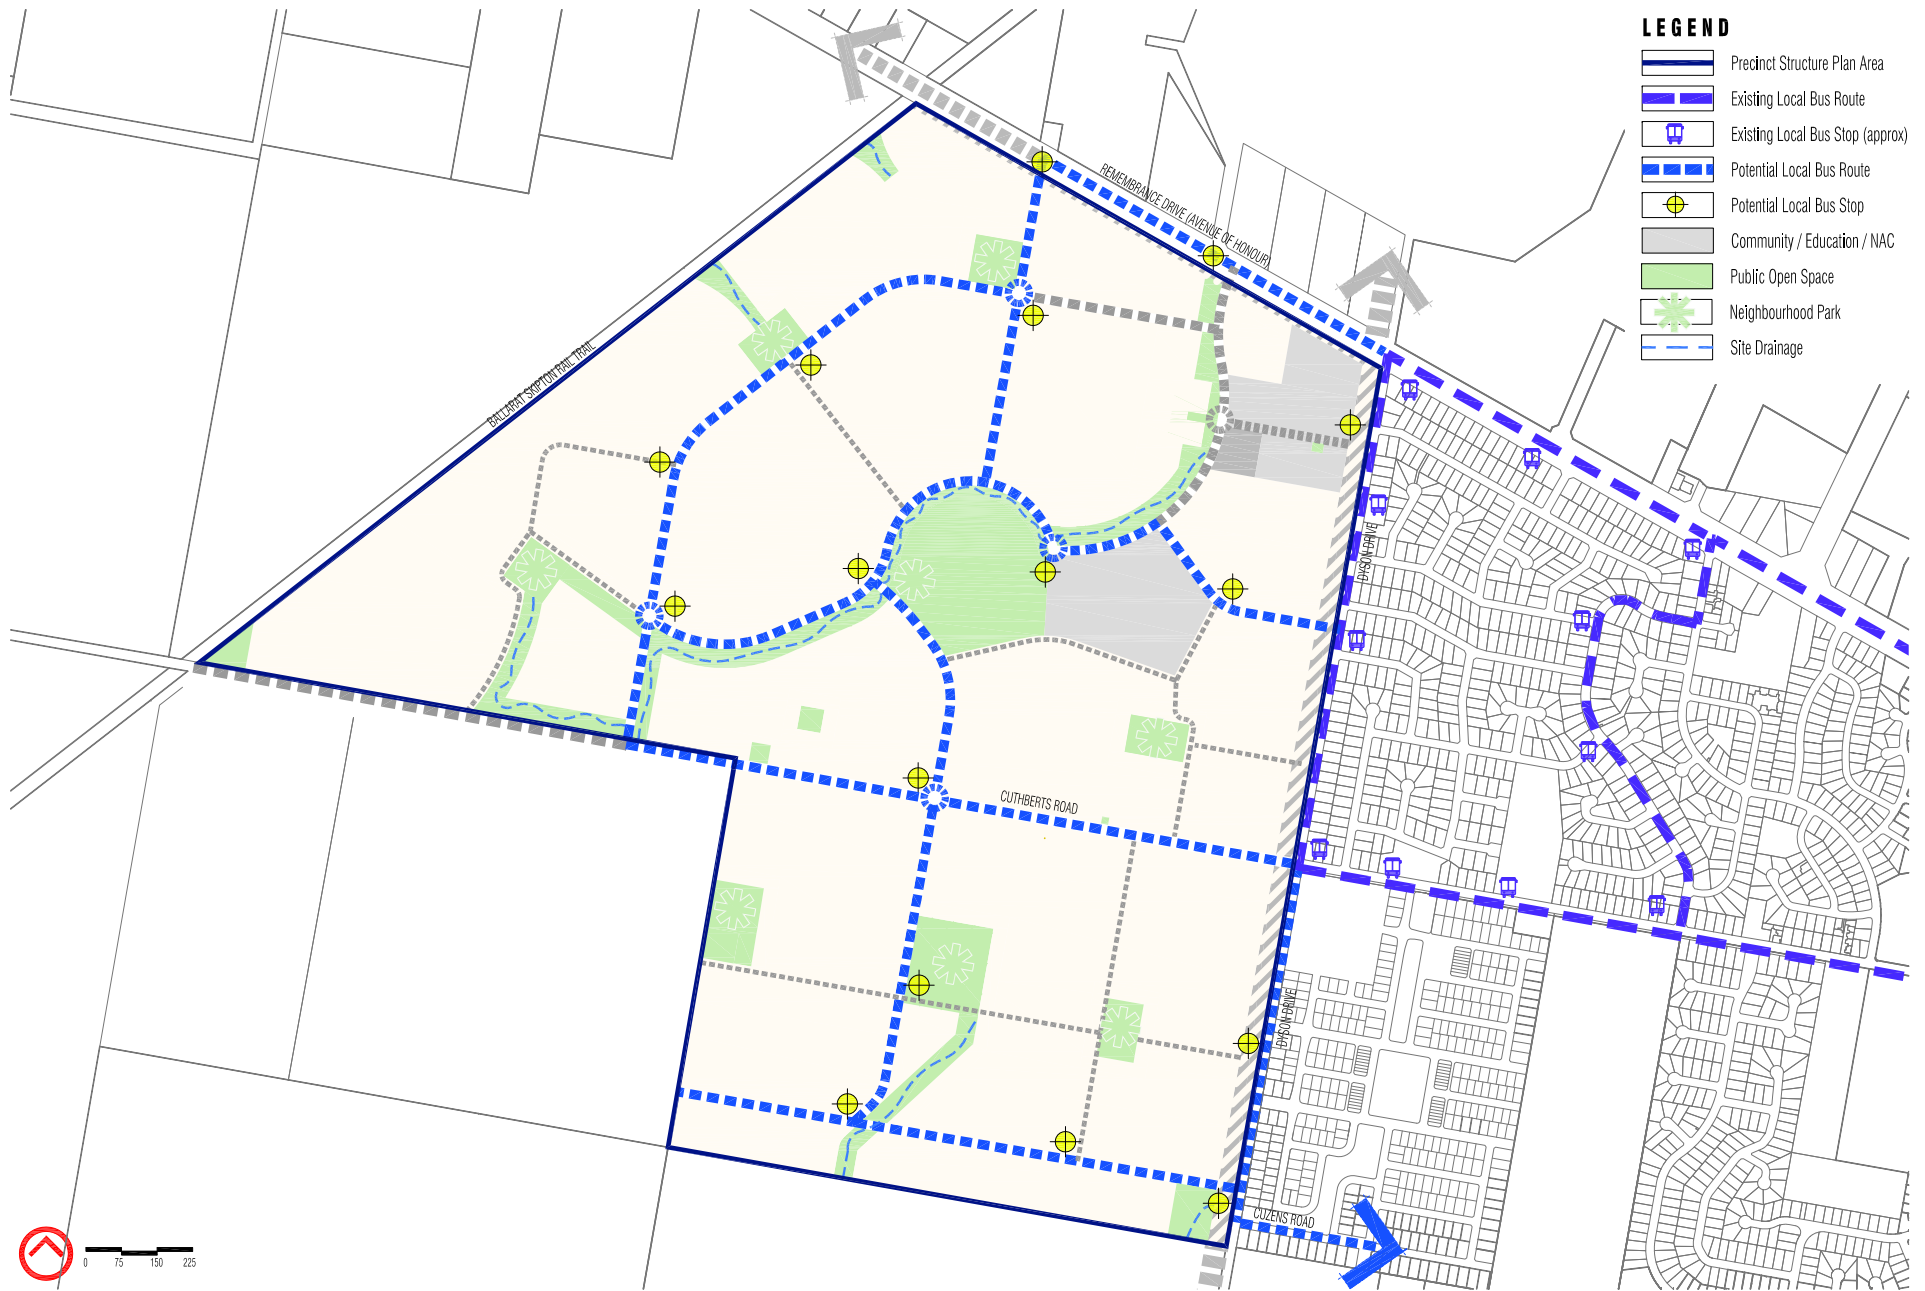 LEGEND
Precinct Structure Plan Area
Existing Local Bus Route
Existing Local Bus Stop (approx)
Potential Local Bus Route
Potential Local Bus Stop
Community / Education / NAC
Public Open Space
Neighbourhood Park
Site Drainage
REMEMBRANCE DRIVE (AVENUE OF HONOUR)
BALLARAT SKIPTON RAIL TRAIL
DYSON DRIVE
CUTHBERTS ROAD
DYSON DRIVE
CUZENS ROAD
0 75 150 225